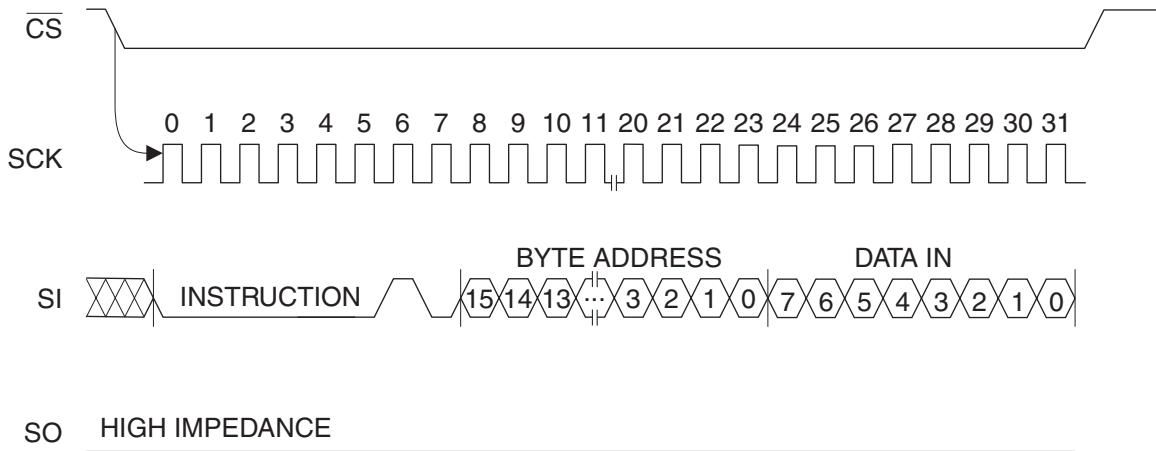 CS
0 1 2 3 4 5 6 7 8 9 10 11 20 21 22 23 24 25 26 27 28 29 30 31
SCK
BYTE ADDRESS DATA IN
SI INSTRUCTION 15 14 13 ... 3 2 1 0 7 6 5 4 3 2 1 0
SO HIGH IMPEDANCE